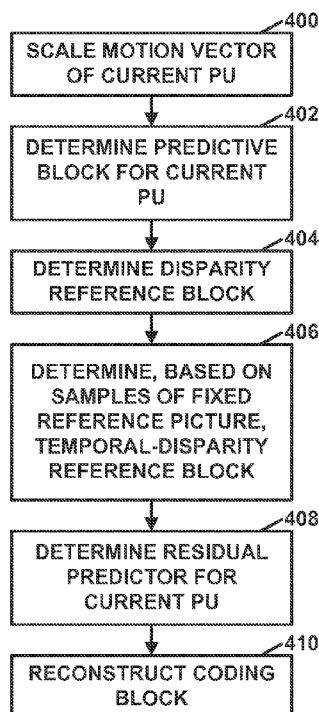 400
SCALE MOTION VECTOR
OF CURRENT PU
402
DETERMINE PREDICTIVE
BLOCK FOR CURRENT
PU
404
DETERMINE DISPARITY
REFERENCE BLOCK
406
DETERMINE, BASED ON
SAMPLES OF FIXED
REFERENCE PICTURE,
TEMPORAL-DISPARITY
REFERENCE BLOCK
408
DETERMINE RESIDUAL
PREDICTOR FOR
CURRENT PU
410
RECONSTRUCT CODING
BLOCK